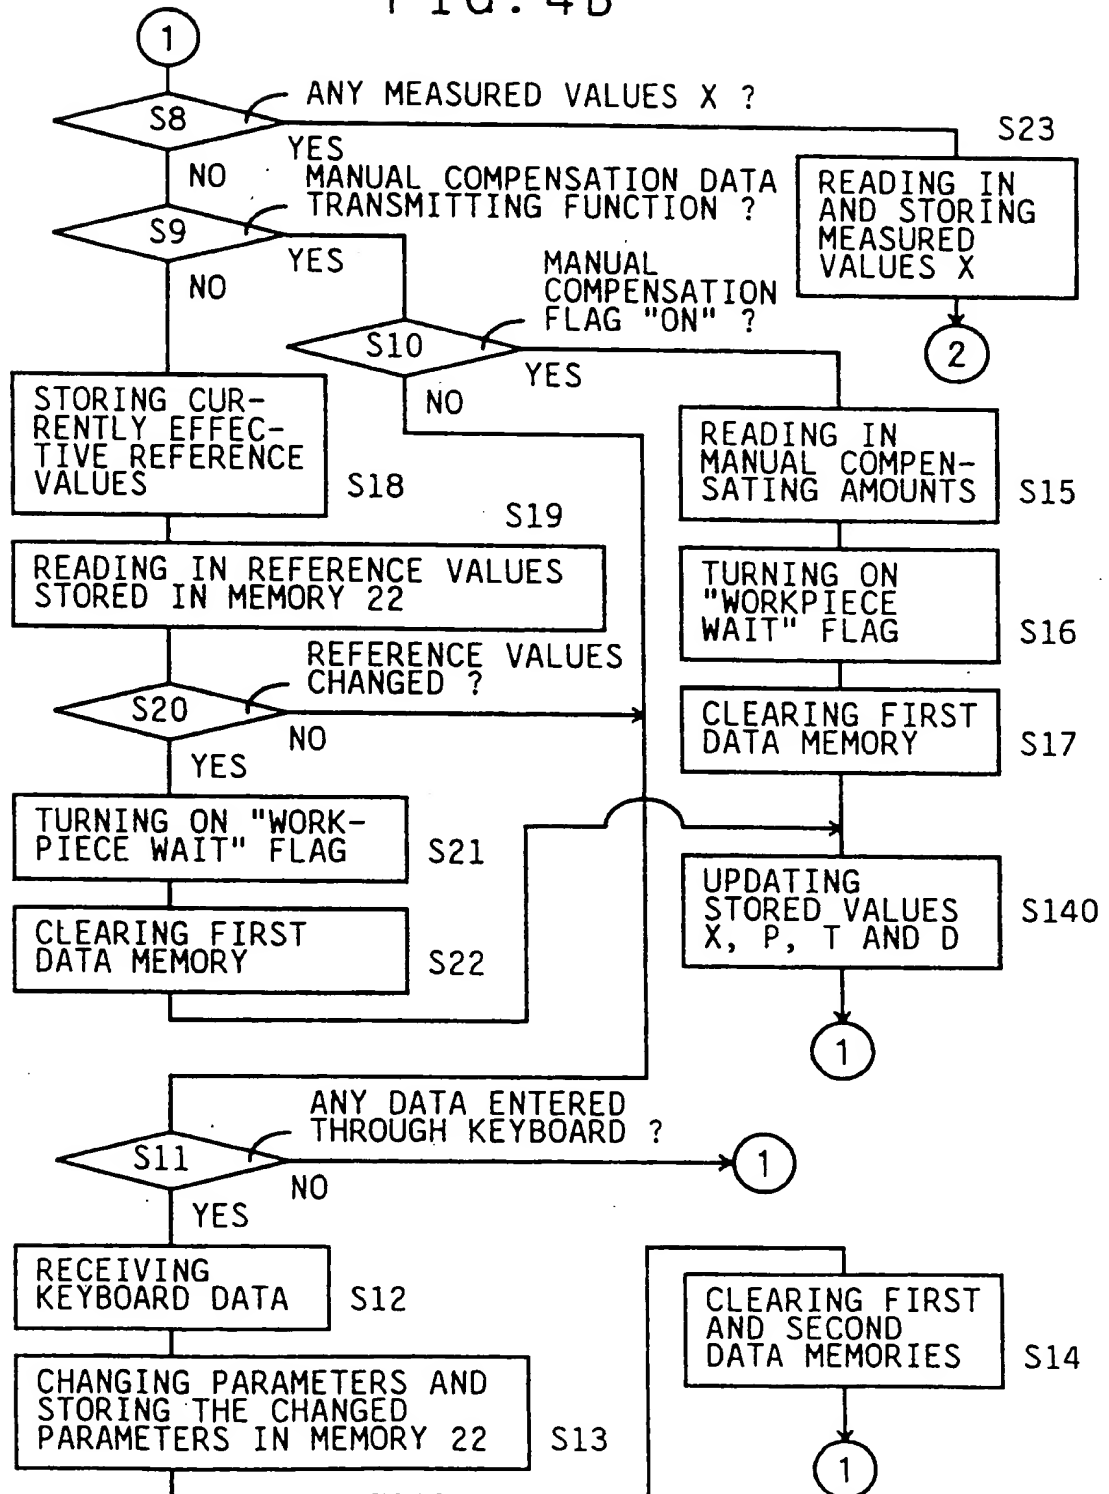 FIG. 4B
1
ANY MEASURED VALUES X ?
S8
YES
NO
S23
READING IN
AND STORING
MEASURED
VALUES X
2
MANUAL COMPENSATION DATA
TRANSMITTING FUNCTION ?
S9
YES
NO
MANUAL
COMPENSATION
FLAG "ON" ?
S10
YES
NO
STORING CUR-
RENTLY EFFEC-
TIVE REFERENCE
VALUES
S18
READING IN
MANUAL COMPEN-
SATING AMOUNTS
S15
S19
READING IN REFERENCE VALUES
STORED IN MEMORY 22
TURNING ON
"WORKPIECE
WAIT" FLAG
S16
REFERENCE VALUES
CHANGED ?
S20
NO
YES
CLEARING FIRST
DATA MEMORY
S17
TURNING ON "WORK-
PIECE WAIT" FLAG
S21
CLEARING FIRST
DATA MEMORY
S22
UPDATING
STORED VALUES
X, P, T AND D
S140
1
ANY DATA ENTERED
THROUGH KEYBOARD ?
S11
NO
YES
1
RECEIVING
KEYBOARD DATA
S12
CHANGING PARAMETERS AND
STORING THE CHANGED
PARAMETERS IN MEMORY 22
S13
CLEARING FIRST
AND SECOND
DATA MEMORIES
S14
1